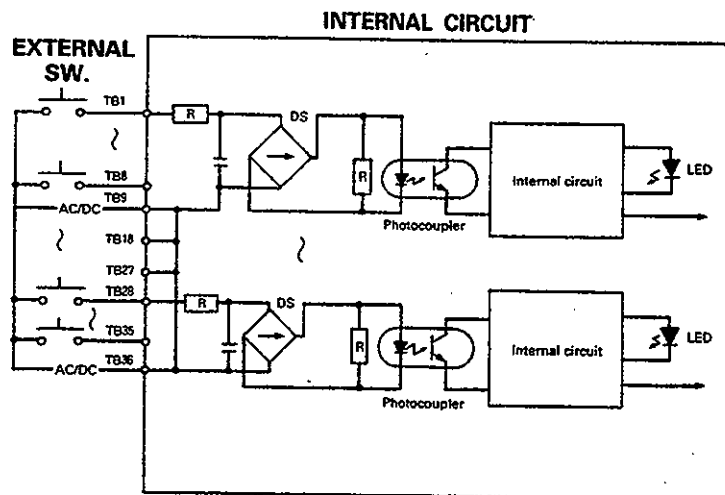 INTERNAL CIRCUIT
EXTERNAL
SW.
TB1
R
DS
R
Internal circuit
LED
Photocoupler
TB8
TB9
AC/DC
TB18
TB27
TB28
R
DS
R
Internal circuit
LED
Photocoupler
TB35
TB36
AC/DC